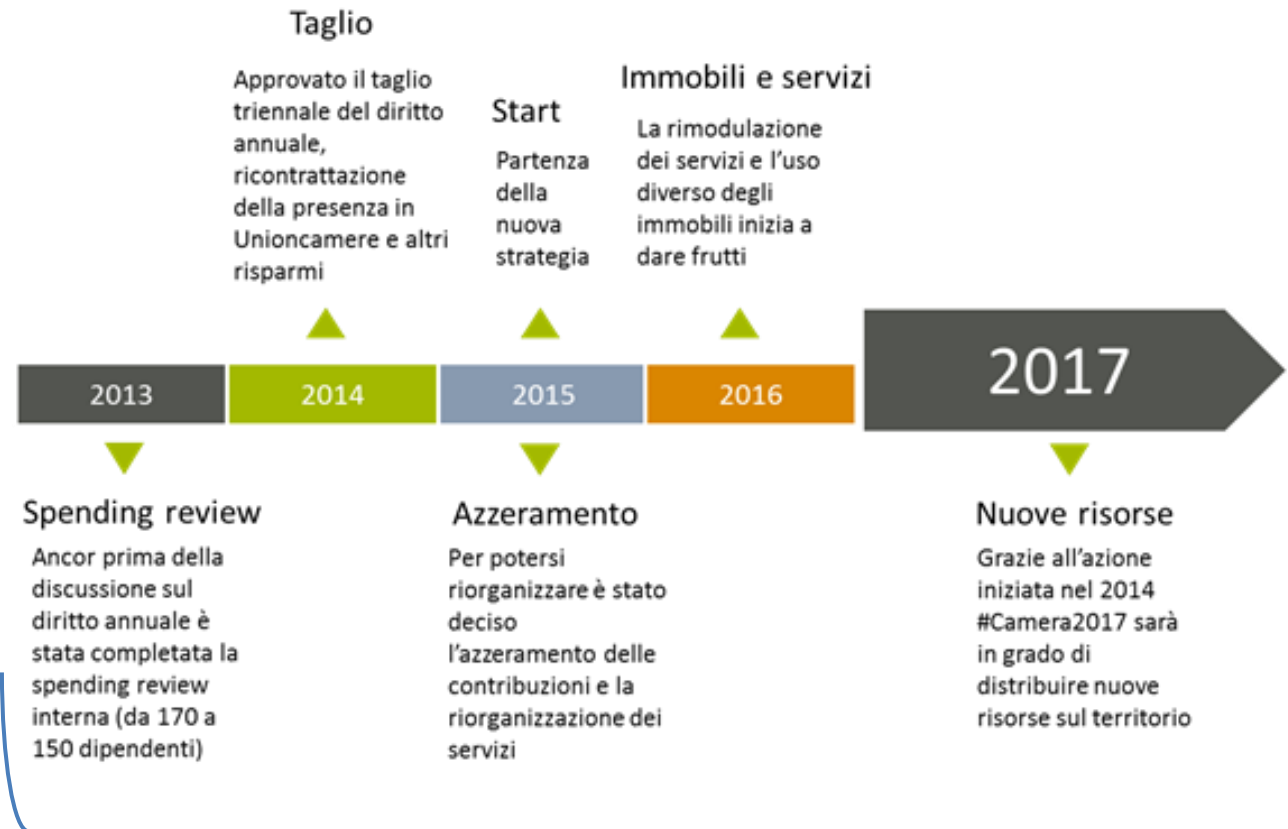 Taglio
Approvato il taglio
triennale del diritto
annuale,
ricontrattazione
della presenza in
Unioncamere e altri
risparmi
Start
Partenza
della
nuova
strategia
Immobili e servizi
La rimodulazione
dei servizi e l'uso
diverso degli
immobili inizia a
dare frutti
2013
2014
2015
2016
2017
Spending review
Ancor prima della
discussione sul
diritto annuale è
stata completata la
spending review
interna (da 170 a
150 dipendenti)
Azzeramento
Per potersi
riorganizzare è stato
deciso
l'azzeramento delle
contribuzioni e la
riorganizzazione dei
servizi
Nuove risorse
Grazie all'azione
iniziata nel 2014
#Camera2017 sarà
in grado di
distribuire nuove
risorse sul territorio